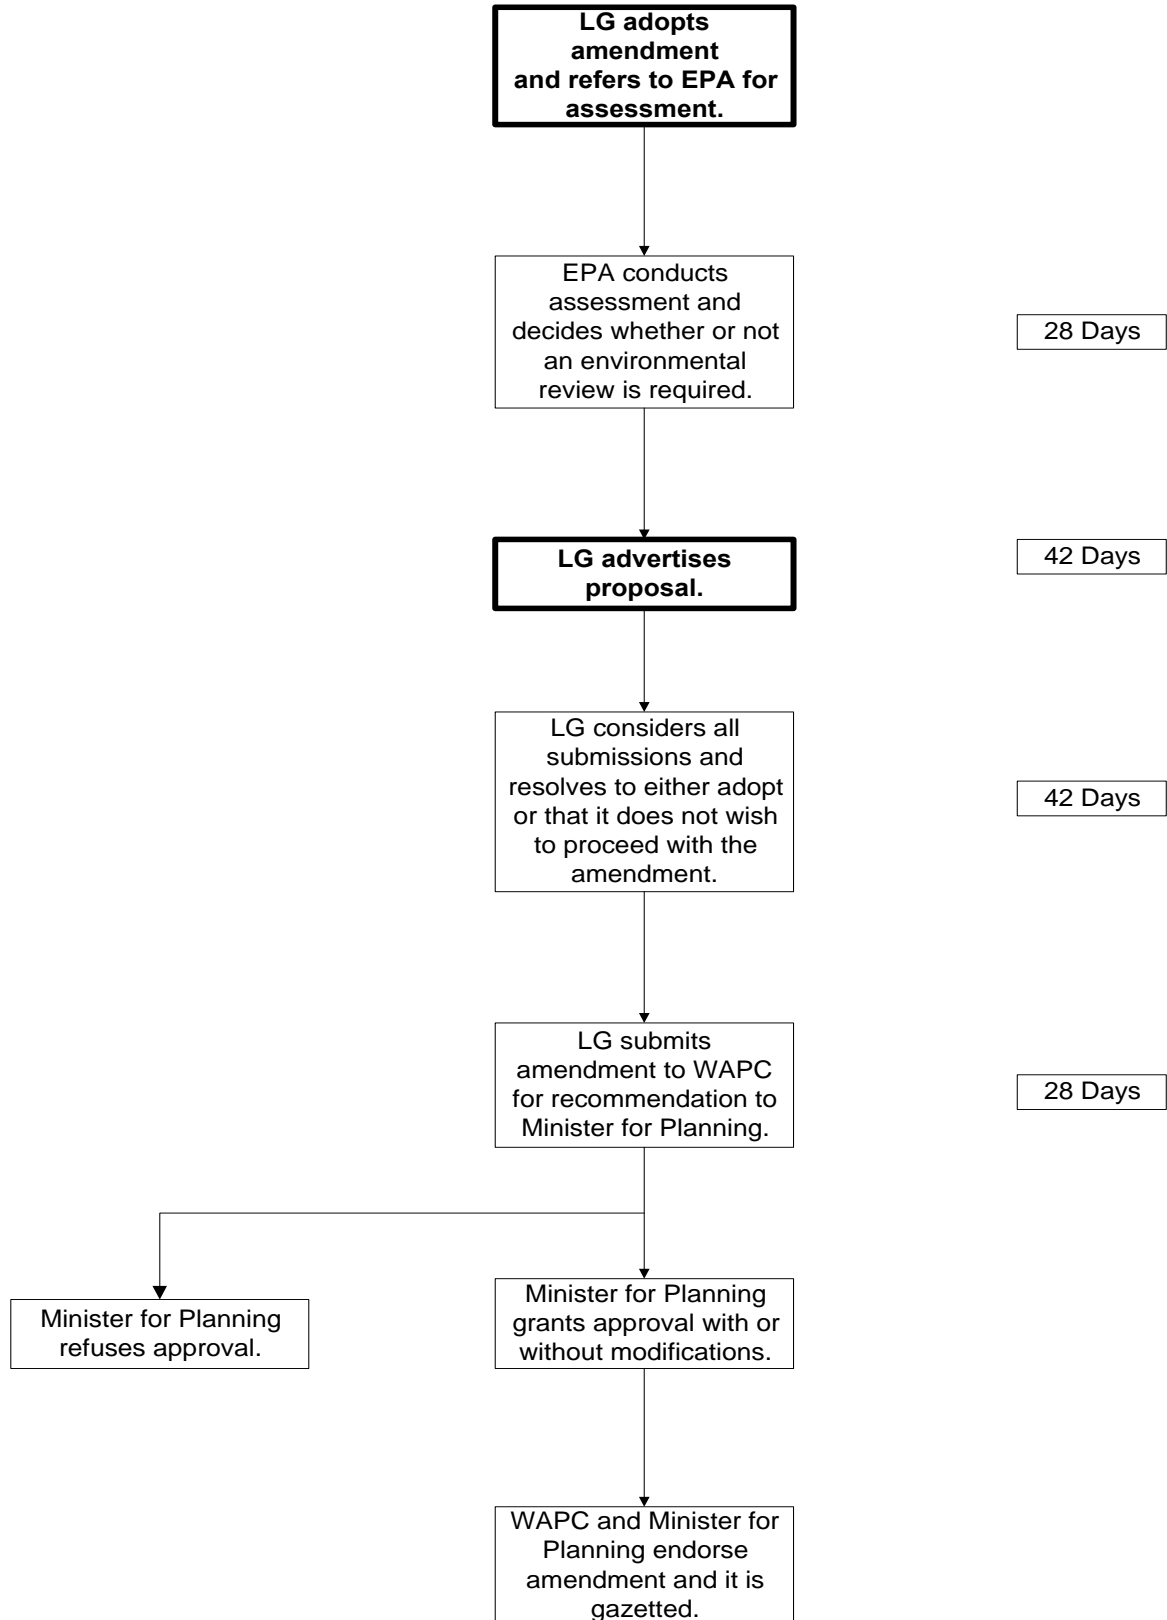 LG adopts
amendment
and refers to EPA for
assessment.
EPA conducts
assessment and
decides whether or not
an environmental
review is required.
28 Days
LG advertises
proposal.
42 Days
LG considers all
submissions and
resolves to either adopt
or that it does not wish
to proceed with the
amendment.
42 Days
LG submits
amendment to WAPC
for recommendation to
Minister for Planning.
28 Days
Minister for Planning
refuses approval.
Minister for Planning
grants approval with or
without modifications.
WAPC and Minister for
Planning endorse
amendment and it is
gazetted.